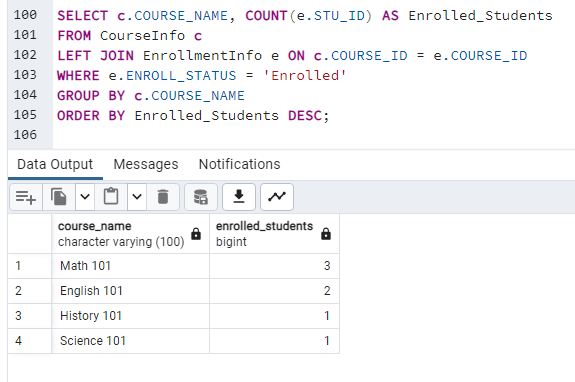 100 SELECT c.COURSE_NAME, COUNT(e.STU_ID) AS Enrolled_Students
101 FROM CourseInfo c
102 LEFT JOIN EnrollmentInfo e ON c.COURSE_ID = e.COURSE_ID
103 WHERE e.ENROLL_STATUS = 'Enrolled'
104 GROUP BY c.COURSE_NAME
105 ORDER BY Enrolled_Students DESC;
106
Data Output Messages Notifications
course_name enrolled_students
character varying (100) bigint
1 Math 101 3
2 English 101 2
3 History 101 1
4 Science 101 1